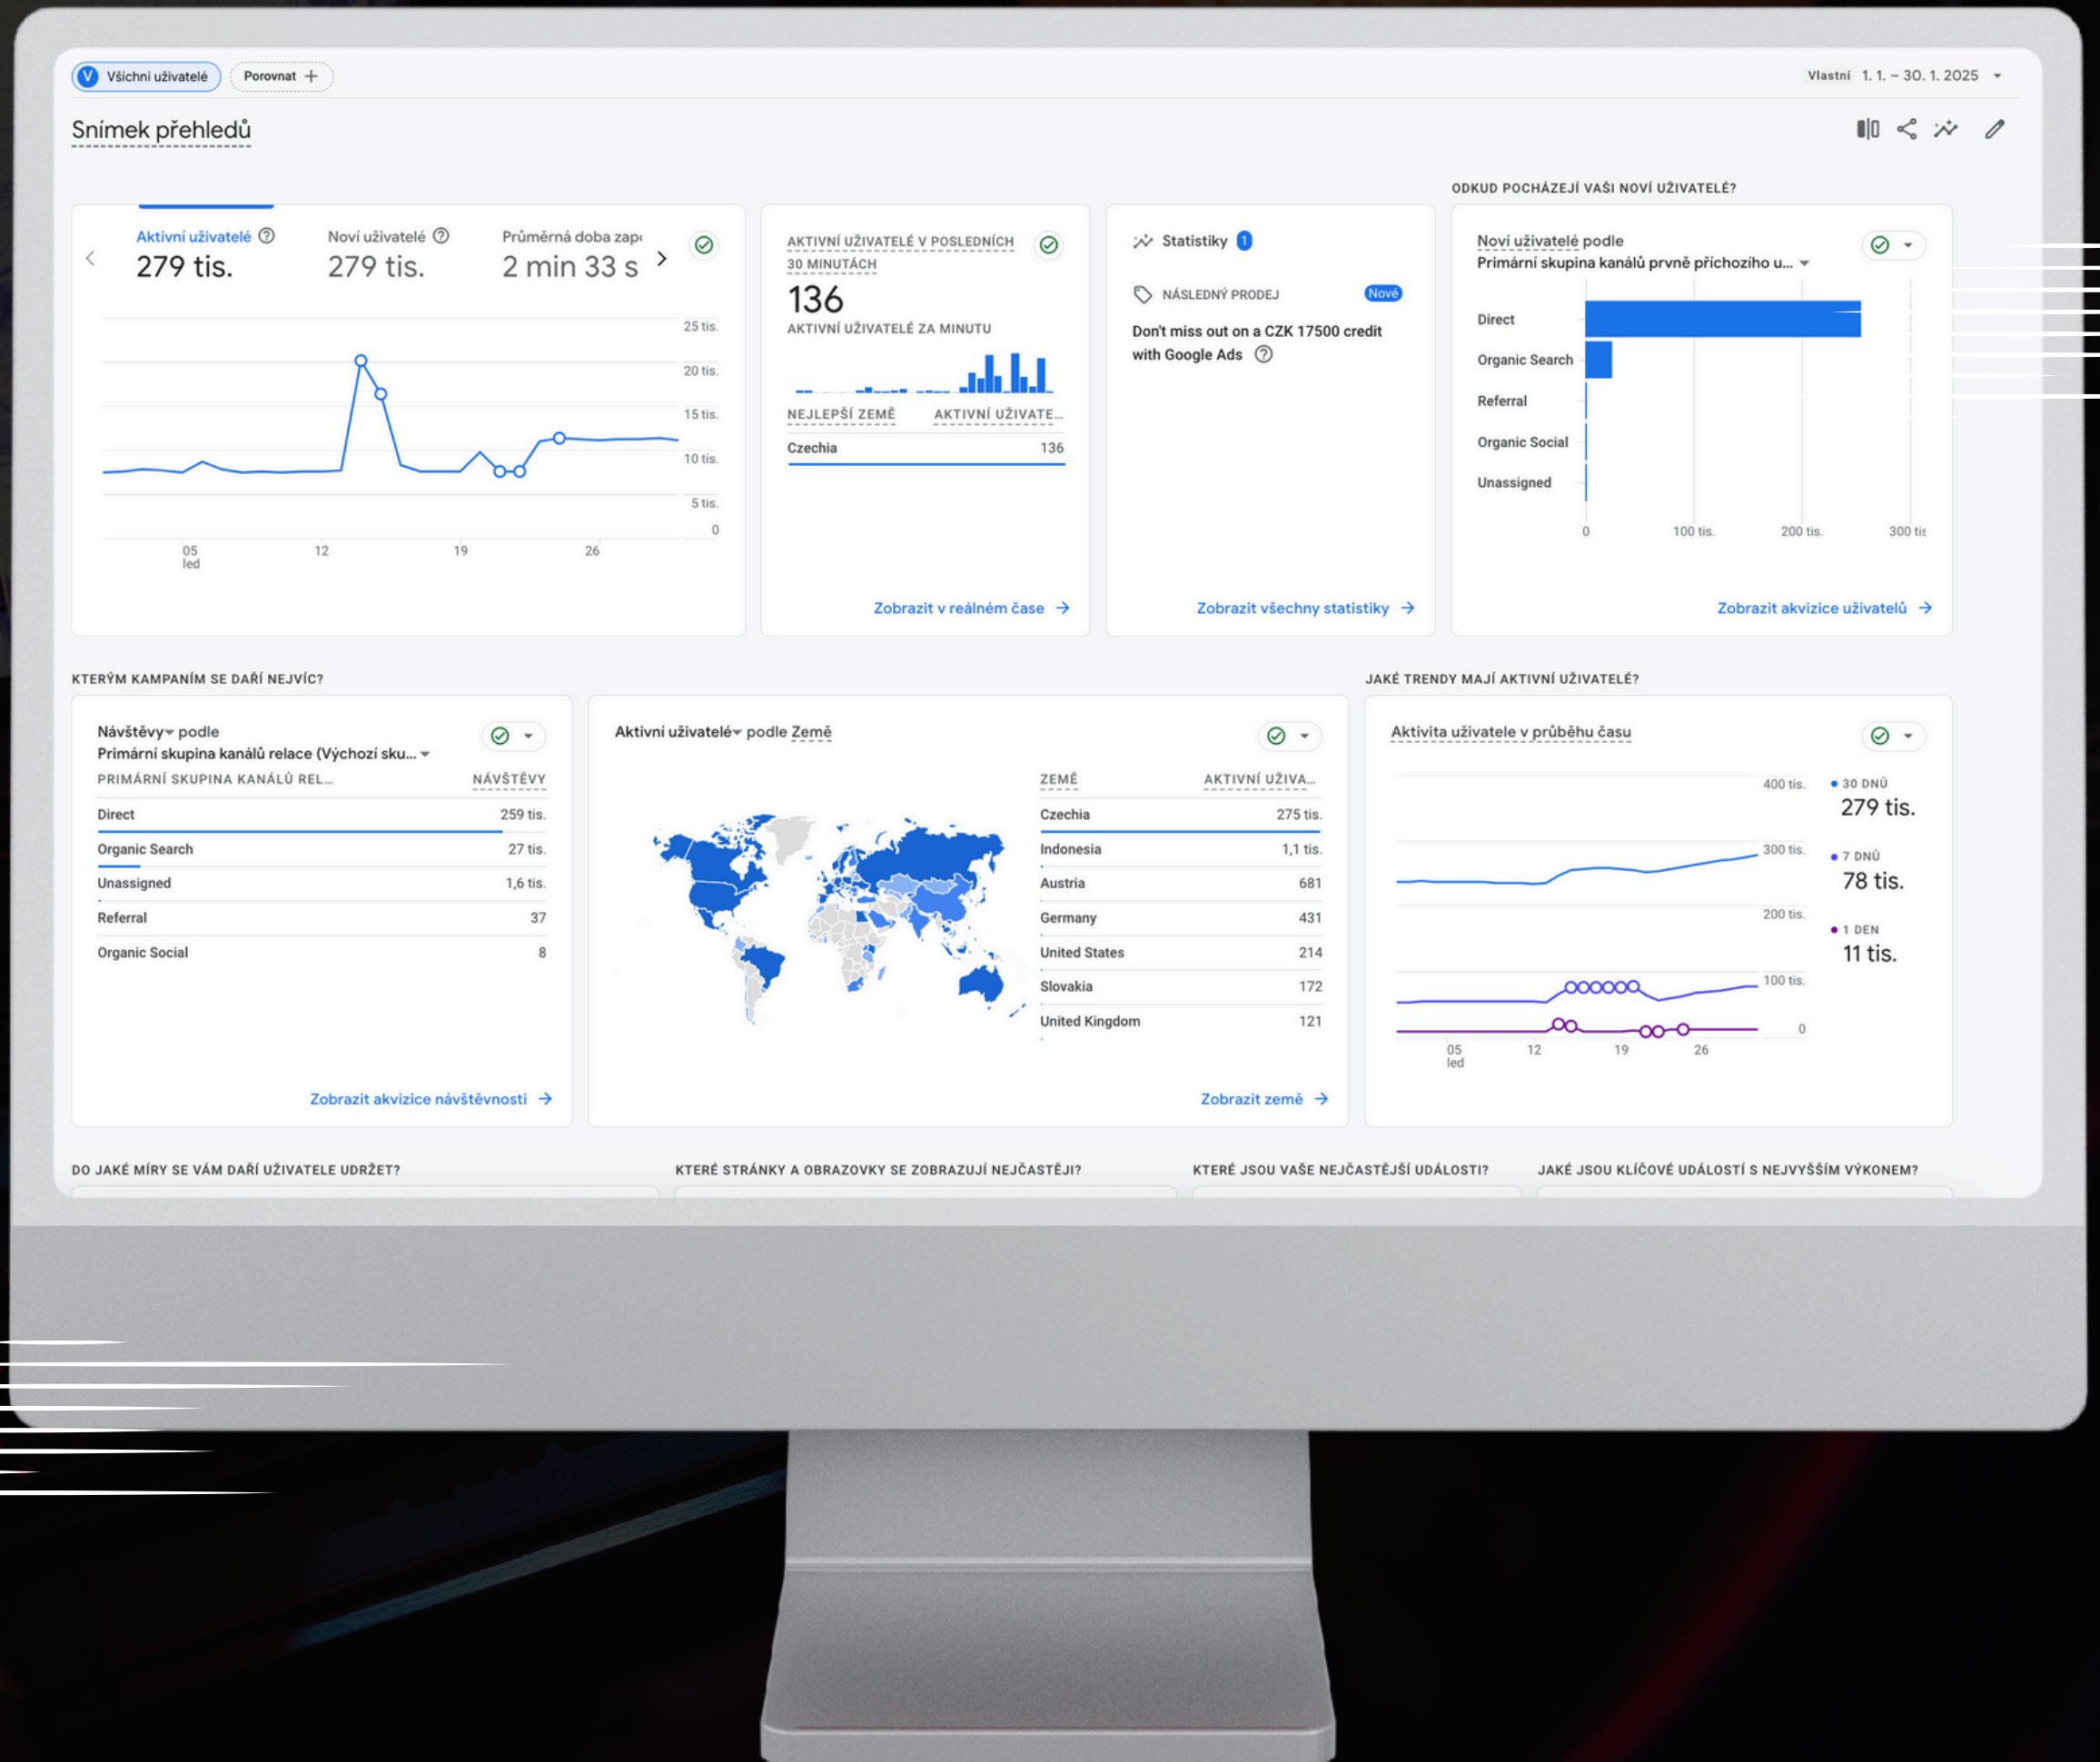 V Všichni uživatelé
Porovnat +
Vlastní 1. 1. – 30. 1. 2025
Snímek přehledů
Aktivní uživatelé
279 tis.
Noví uživatelé
279 tis.
Průměrná doba zapo
2 min 33 s
25 tis.
20 tis.
15 tis.
10 tis.
5 tis.
0
05
led
12
19
26
AKTIVNÍ UŽIVATELÉ V POSLEDNÍCH
30 MINUTÁCH
136
AKTIVNÍ UŽIVATELÉ ZA MINUTU
NEJLEPŠÍ ZEMĚ AKTIVNÍ UŽIVATE…
Czechia 136
Zobrazit v reálném čase
Statistiky 1
NÁSLEDNÝ PRODEJ Nové
Don't miss out on a CZK 17500 credit
with Google Ads
Zobrazit všechny statistiky
ODKUD POCHÁZEJÍ VAŠI NOVÍ UŽIVATELÉ?
Noví uživatelé podle
Primární skupina kanálů prvně příchozího u…
Direct
Organic Search
Referral
Organic Social
Unassigned
0 100 tis. 200 tis. 300 tis
Zobrazit akvizice uživatelů
KTERÝM KAMPANÍM SE DAŘÍ NEJVÍC?
Návštěvy podle
Primární skupina kanálů relace (Výchozí sku…
PRIMÁRNÍ SKUPINA KANÁLŮ REL… NÁVŠTĚVY
Direct 259 tis.
Organic Search 27 tis.
Unassigned 1,6 tis.
Referral 37
Organic Social 8
Zobrazit akvizice návštěvnosti
Aktivní uživatelé podle Země
ZEMĚ AKTIVNÍ UŽIVA…
Czechia 275 tis.
Indonesia 1,1 tis.
Austria 681
Germany 431
United States 214
Slovakia 172
United Kingdom 121
Zobrazit země
JAKÉ TRENDY MAJÍ AKTIVNÍ UŽIVATELÉ?
Aktivita uživatele v průběhu času
400 tis.
300 tis.
200 tis.
100 tis.
0
05
led
12
19
26
30 DNŮ
279 tis.
7 DNŮ
78 tis.
1 DEN
11 tis.
DO JAKÉ MÍRY SE VÁM DAŘÍ UŽIVATELE UDRŽET?
KTERÉ STRÁNKY A OBRAZOVKY SE ZOBRAZUJÍ NEJČASTĚJI?
KTERÉ JSOU VAŠE NEJČASTĚJŠÍ UDÁLOSTI?
JAKÉ JSOU KLÍČOVÉ UDÁLOSTÍ S NEJVYŠŠÍM VÝKONEM?